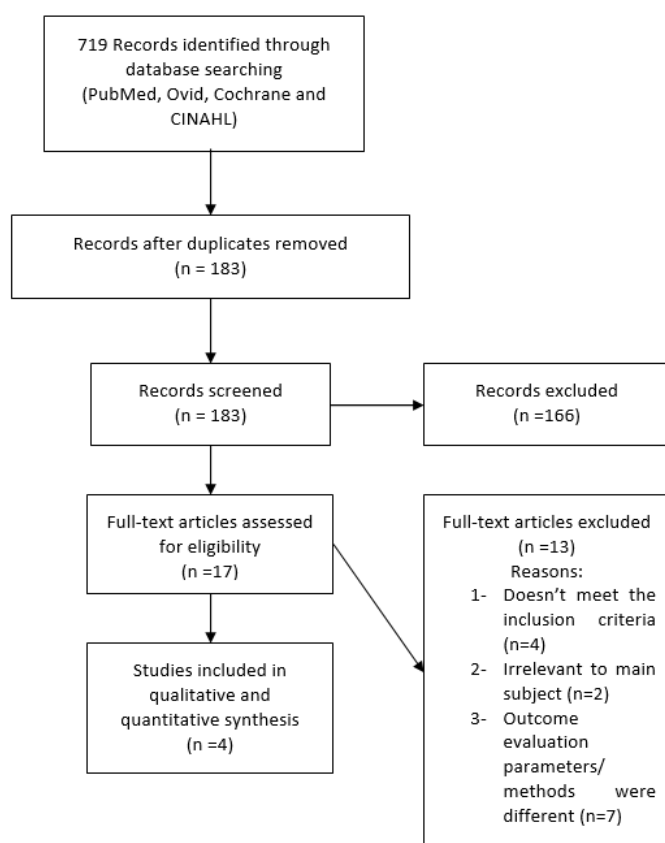 719 Records identified through
database searching
(PubMed, Ovid, Cochrane and
CINAHL)
Records after duplicates removed
(n = 183)
Records screened
(n = 183)
Records excluded
(n =166)
Full-text articles assessed
for eligibility
(n =17)
Full-text articles excluded
(n =13)
Reasons:
1- Doesn’t meet the
inclusion criteria
(n=4)
2- Irrelevant to main
subject (n=2)
3- Outcome
evaluation
parameters/
methods were
different (n=7)
Studies included in
qualitative and
quantitative synthesis
(n =4)